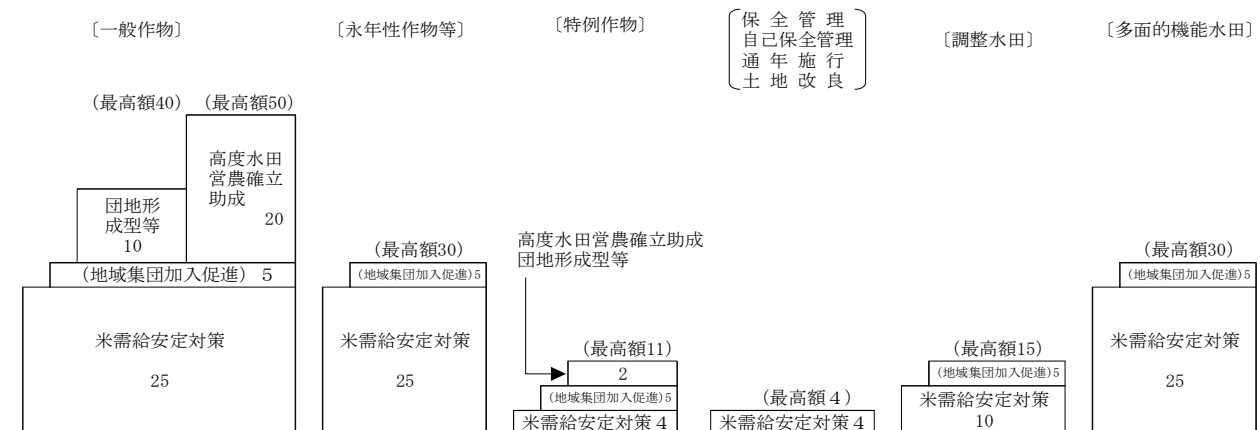 〔一般作物〕
〔永年性作物等〕
〔特例作物〕
保全管理
自己保全管理
通年施行
土地改良
〔調整水田〕
〔多面的機能水田〕
(最高額40)
(最高額50)
高度水田
営農確立
助成
20
団地形
成型等
10
(地域集団加入促進) 5
米需給安定対策
25
(最高額30)
(地域集団加入促進)5
米需給安定対策
25
高度水田営農確立助成
団地形成型等
(最高額11)
2
(地域集団加入促進)5
米需給安定対策 4
(最高額4)
米需給安定対策 4
(最高額15)
(地域集団加入促進)5
米需給安定対策
10
(最高額30)
(地域集団加入促進)5
米需給安定対策
25